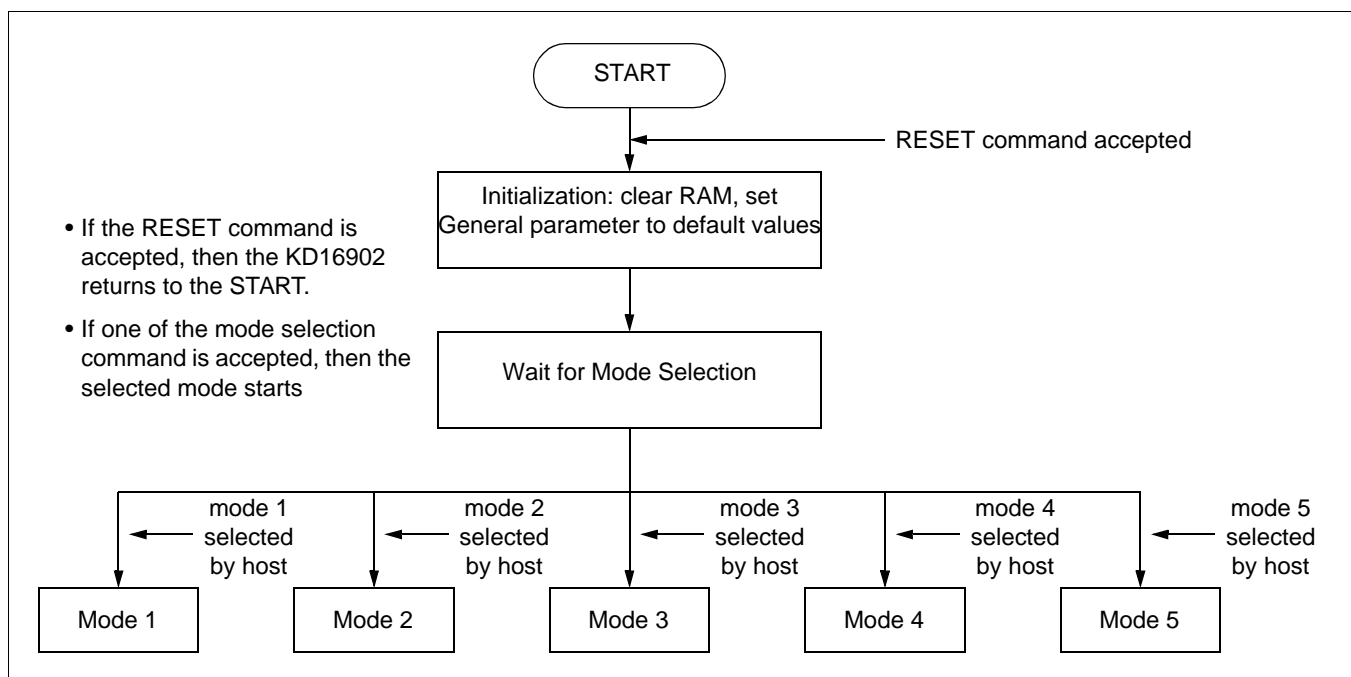 START
RESET command accepted
Initialization: clear RAM, set
General parameter to default values
• If the RESET command is
accepted, then the KD16902
returns to the START.
• If one of the mode selection
command is accepted, then the
selected mode starts
Wait for Mode Selection
mode 1
selected
by host
mode 2
selected
by host
mode 3
selected
by host
mode 4
selected
by host
mode 5
selected
by host
Mode 1
Mode 2
Mode 3
Mode 4
Mode 5